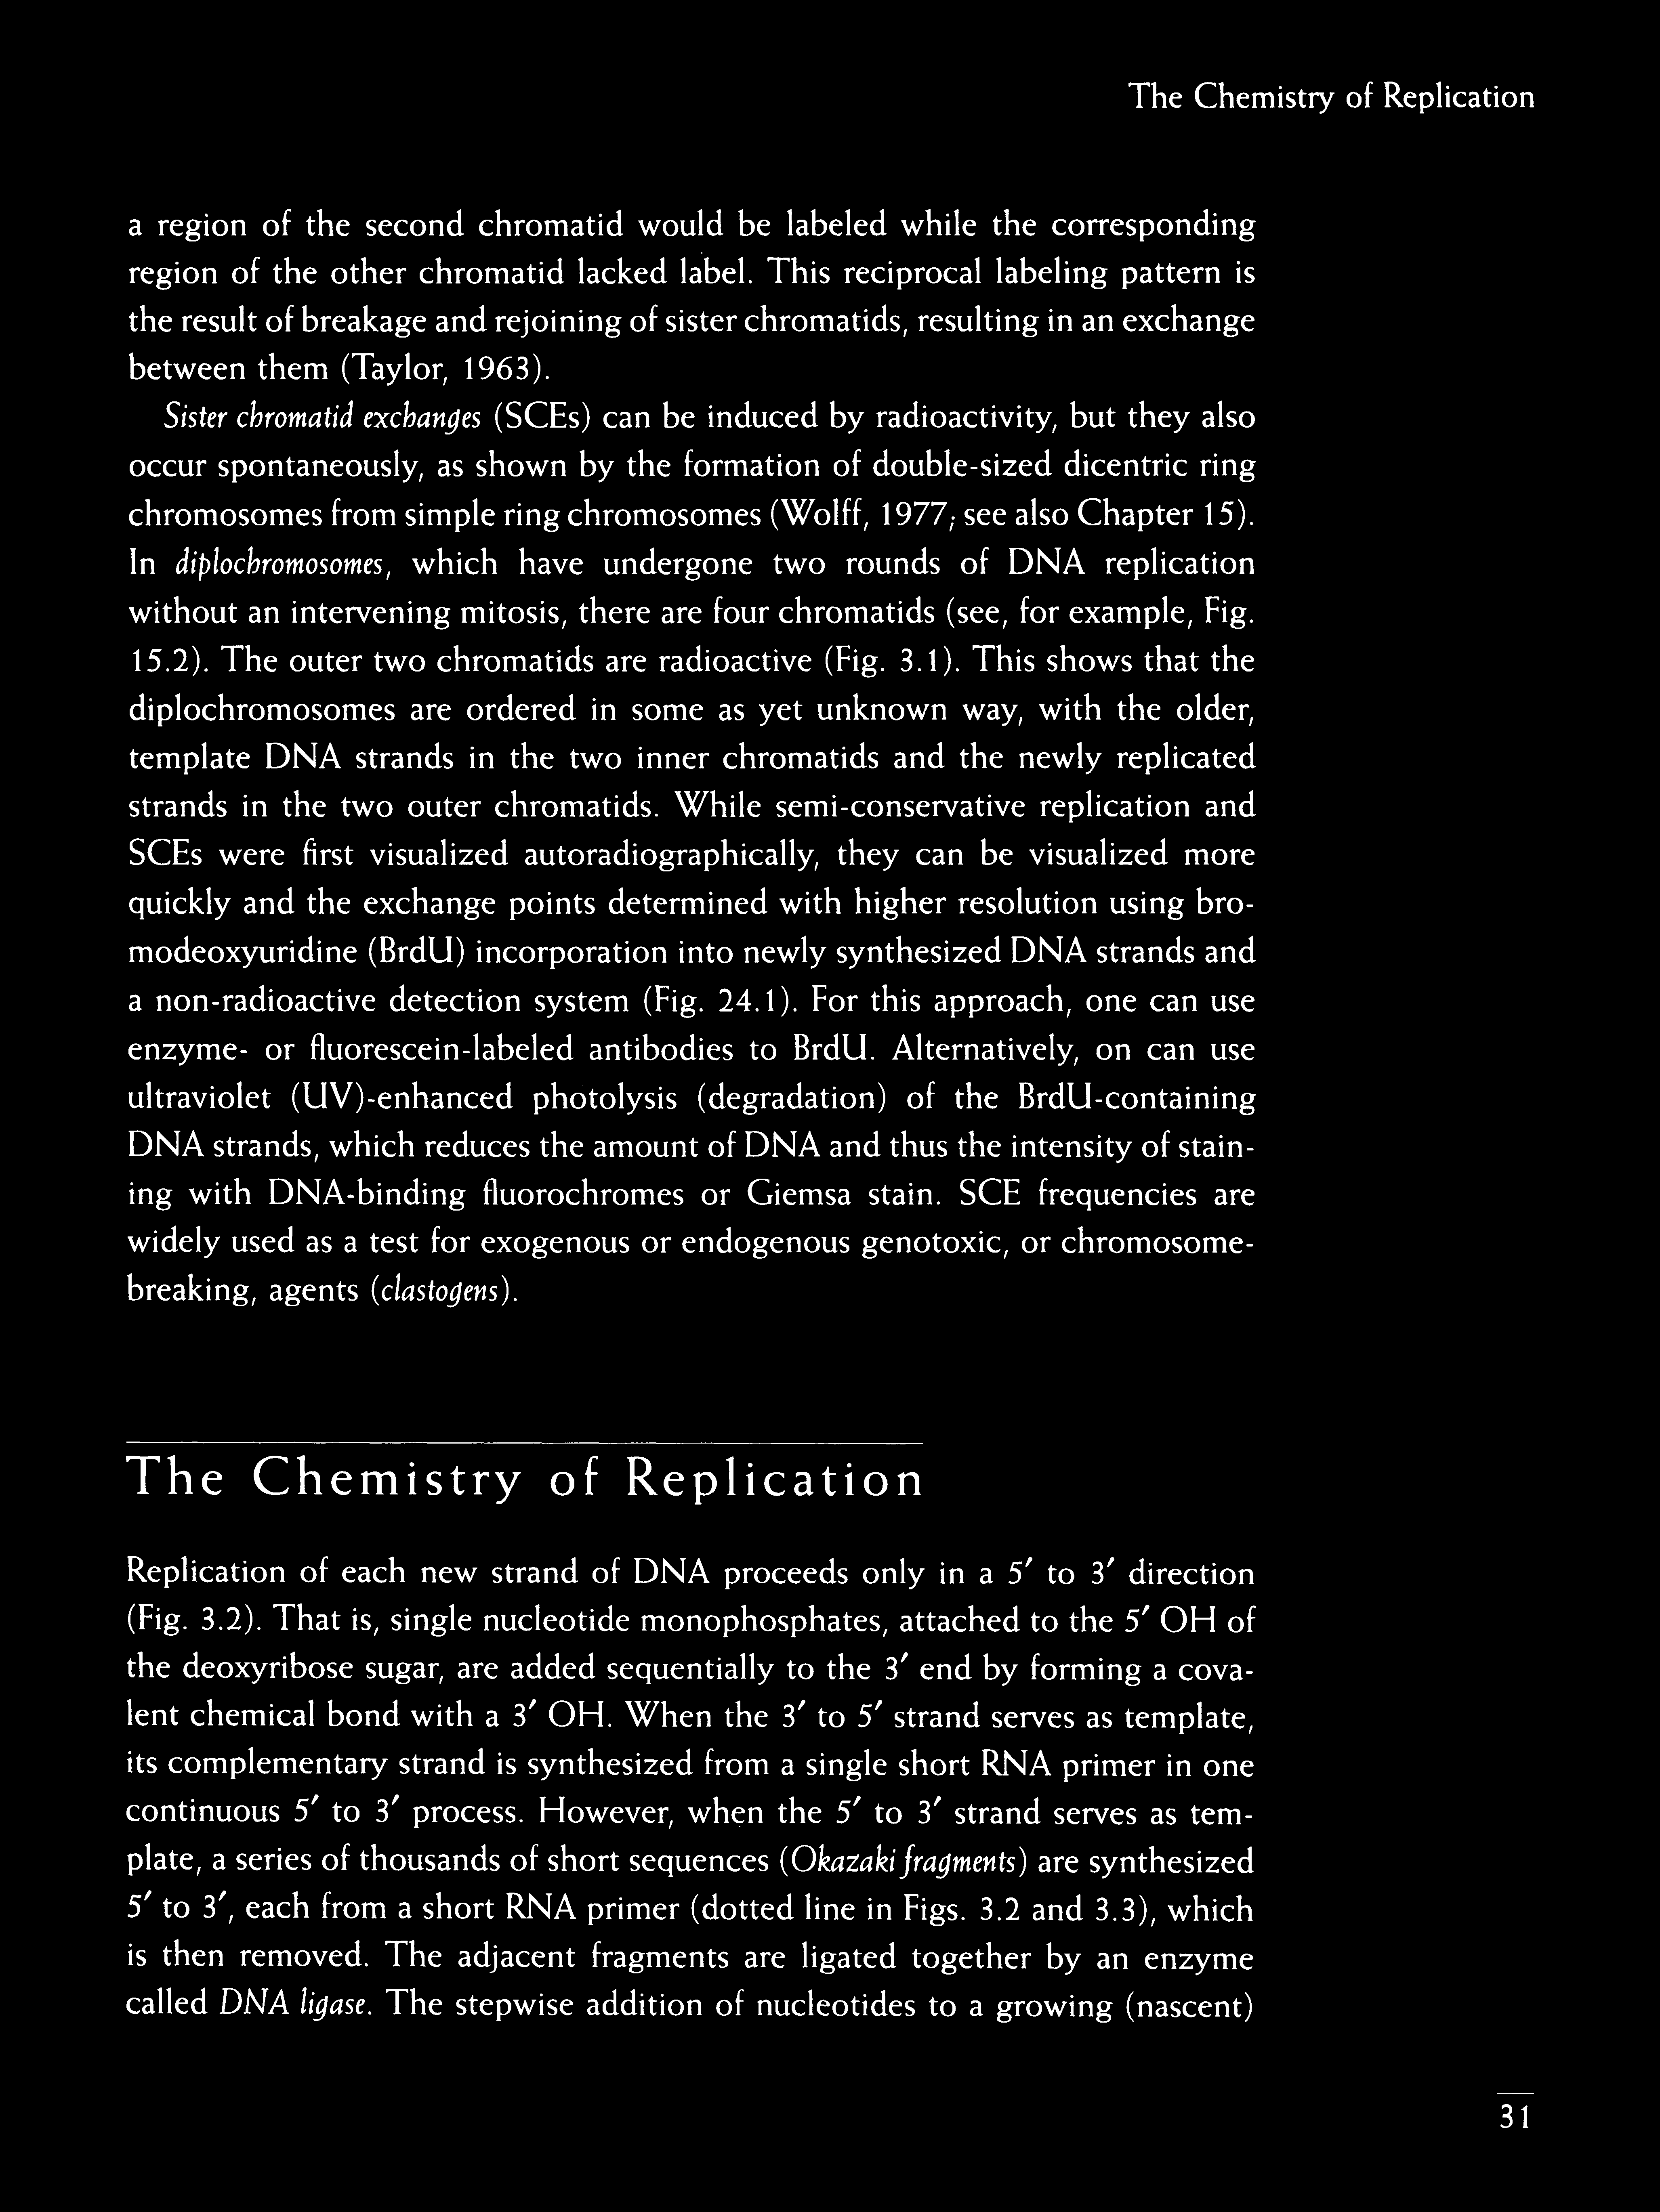 The Chemistry of Replication
a region of the second chromatid would be labeled while the corresponding
region of the other chromatid lacked label. This reciprocal labeling pattern is
the result of breakage and rejoining of sister chromatids, resulting in an exchange
between them (Taylor, 1963).
Sister chromatid exchanges (SCEs) can be induced by radioactivity, but they also
occur spontaneously, as shown by the formation of double-sized dicentric ring
chromosomes from simple ring chromosomes (Wolff, 1977; see also Chapter 15).
In diplochromosomes, which have undergone two rounds of DNA replication
without an intervening mitosis, there are four chromatids (see, for example, Fig.
15.2). The outer two chromatids are radioactive (Fig. 3.1). This shows that the
diplochromosomes are ordered in some as yet unknown way, with the older,
template DNA strands in the two inner chromatids and the newly replicated
strands in the two outer chromatids. While semi-conservative replication and
SCEs were first visualized autoradiographically, they can be visualized more
quickly and the exchange points determined with higher resolution using bro-
modeoxyuridine (BrdU) incorporation into newly synthesized DNA strands and
a non-radioactive detection system (Fig. 24.1). For this approach, one can use
enzyme- or fluorescein-labeled antibodies to BrdU. Alternatively, on can use
ultraviolet (UV)-enhanced photolysis (degradation) of the BrdU-containing
DNA strands, which reduces the amount of DNA and thus the intensity of stain-
ing with DNA-binding fluorochromes or Giemsa stain. SCE frequencies are
widely used as a test for exogenous or endogenous genotoxic, or chromosome-
breaking, agents (clastogens).
The Chemistry of Replication
Replication of each new strand of DNA proceeds only in a 5′ to 3′ direction
(Fig. 3.2). That is, single nucleotide monophosphates, attached to the 5′ OH of
the deoxyribose sugar, are added sequentially to the 3′ end by forming a cova-
lent chemical bond with a 3′ OH. When the 3′ to 5′ strand serves as template,
its complementary strand is synthesized from a single short RNA primer in one
continuous 5′ to 3′ process. However, when the 5′ to 3′ strand serves as tem-
plate, a series of thousands of short sequences (Okazaki fragments) are synthesized
5′ to 3′, each from a short RNA primer (dotted line in Figs. 3.2 and 3.3), which
is then removed. The adjacent fragments are ligated together by an enzyme
called DNA ligase. The stepwise addition of nucleotides to a growing (nascent)
31